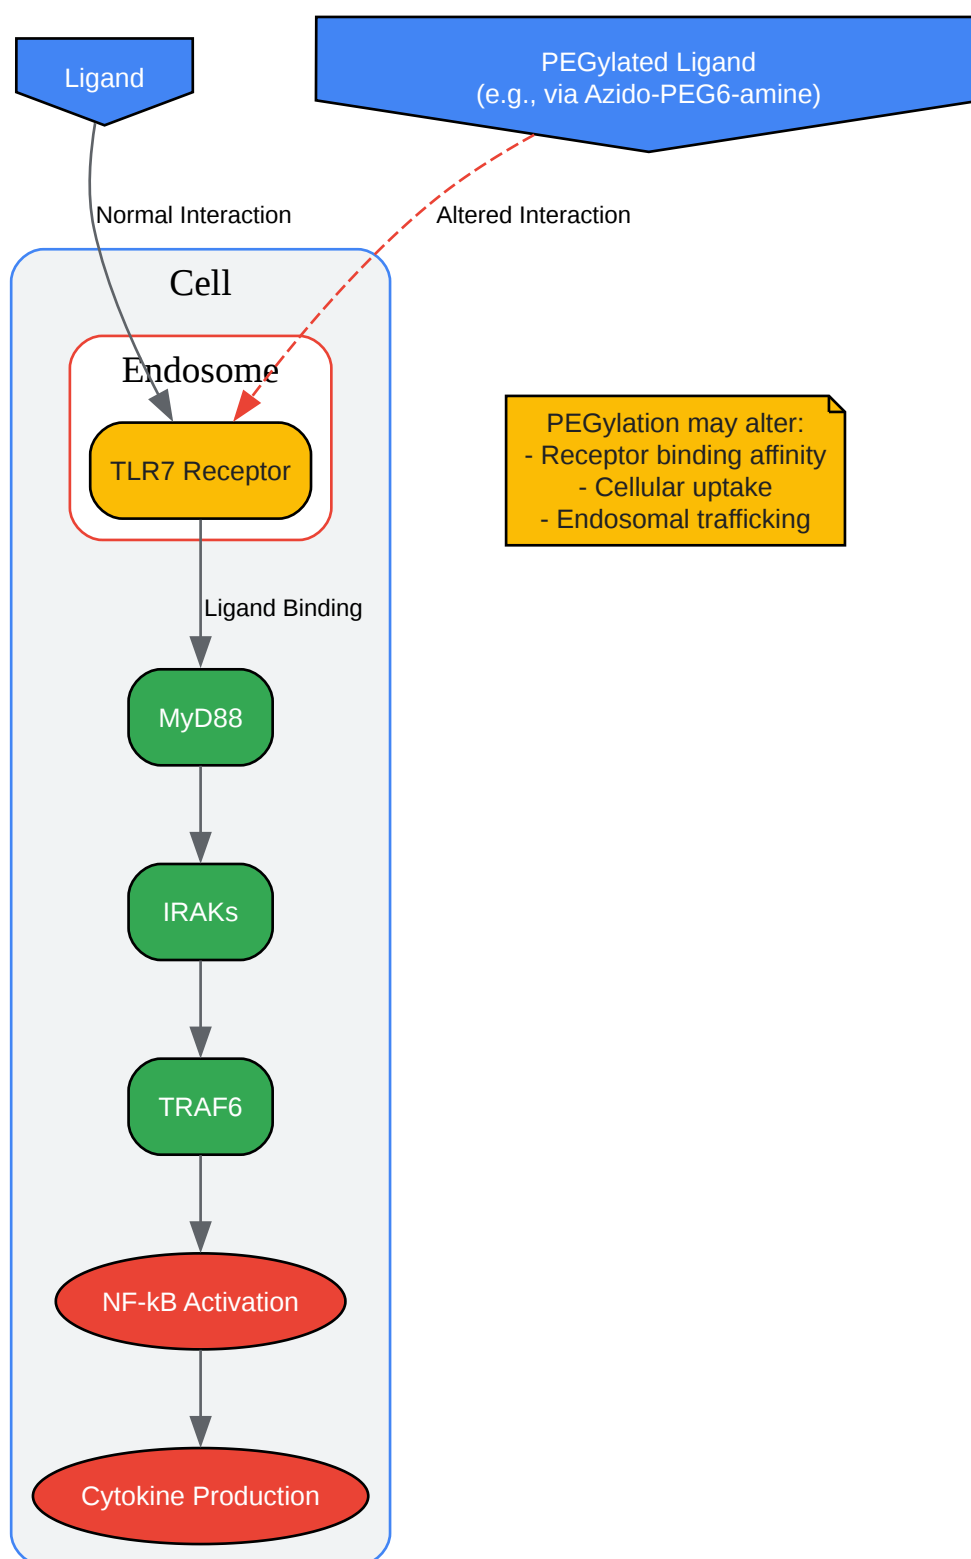 Ligand
PEGylated Ligand
(e.g., via Azido-PEG6-amine)
Normal Interaction
Altered Interaction
Cell
Endosome
TLR7 Receptor
PEGylation may alter:
- Receptor binding affinity
- Cellular uptake
- Endosomal trafficking
Ligand Binding
MyD88
IRAKs
TRAF6
NF-kB Activation
Cytokine Production